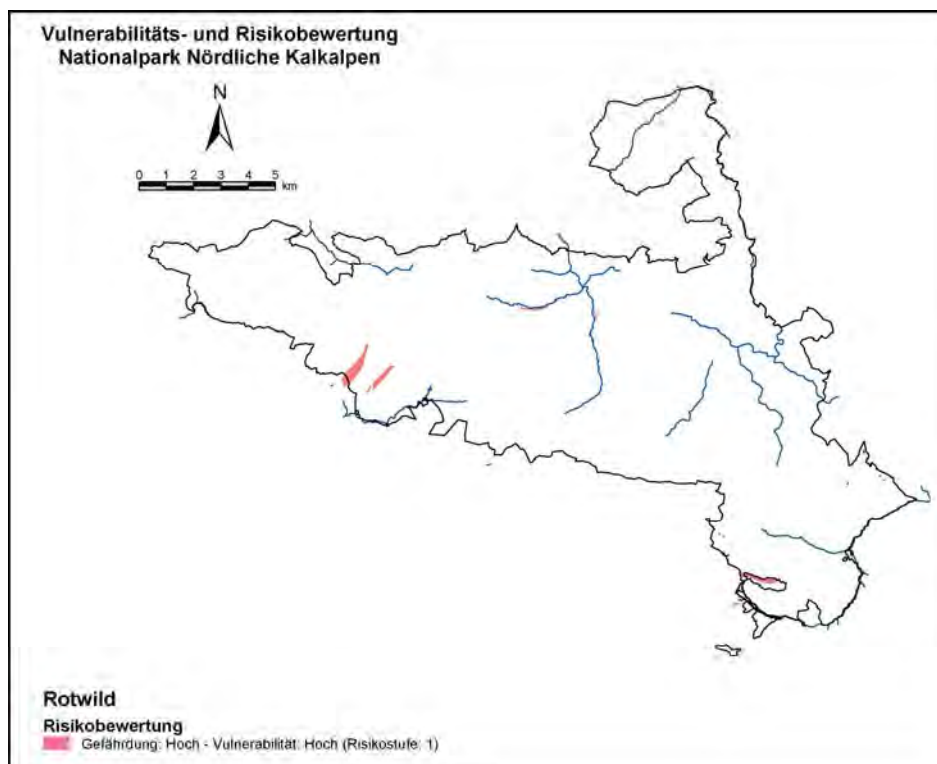 Vulnerabilitäts- und Risikobewertung
Nationalpark Nördliche Kalkalpen
N
0 1 2 3 4 5
km
Rotwild
Risikobewertung
Gefährdung: Hoch - Vulnerabilität: Hoch (Risikostufe: 1)